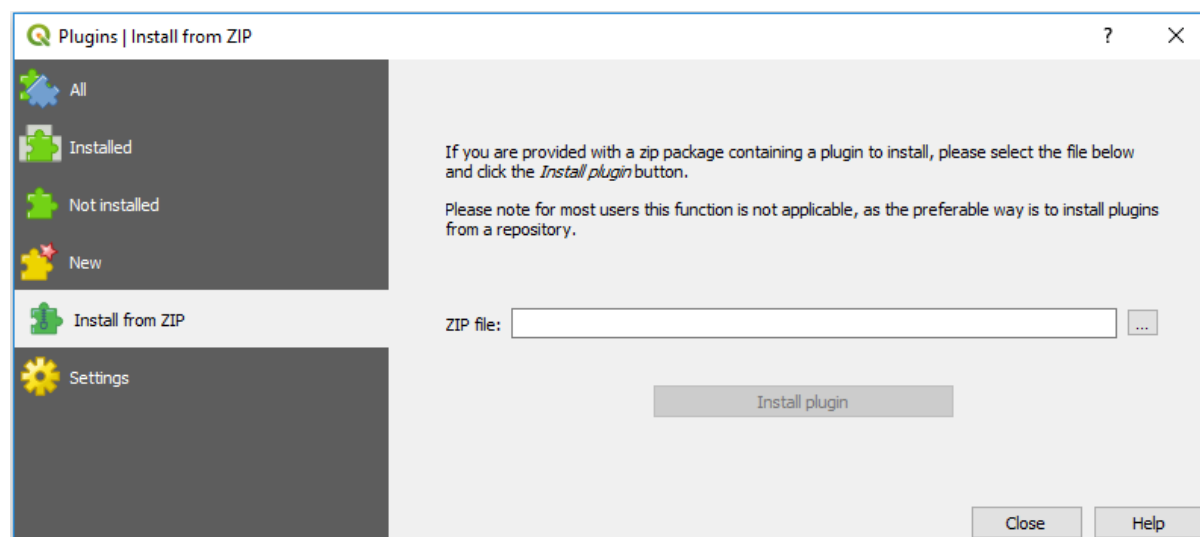 Plugins | Install from ZIP
?
All
Installed
Not installed
New
Install from ZIP
Settings
If you are provided with a zip package containing a plugin to install, please select the file below
and click the Install plugin button.
Please note for most users this function is not applicable, as the preferable way is to install plugins
from a repository.
ZIP file:
...
Install plugin
Close
Help